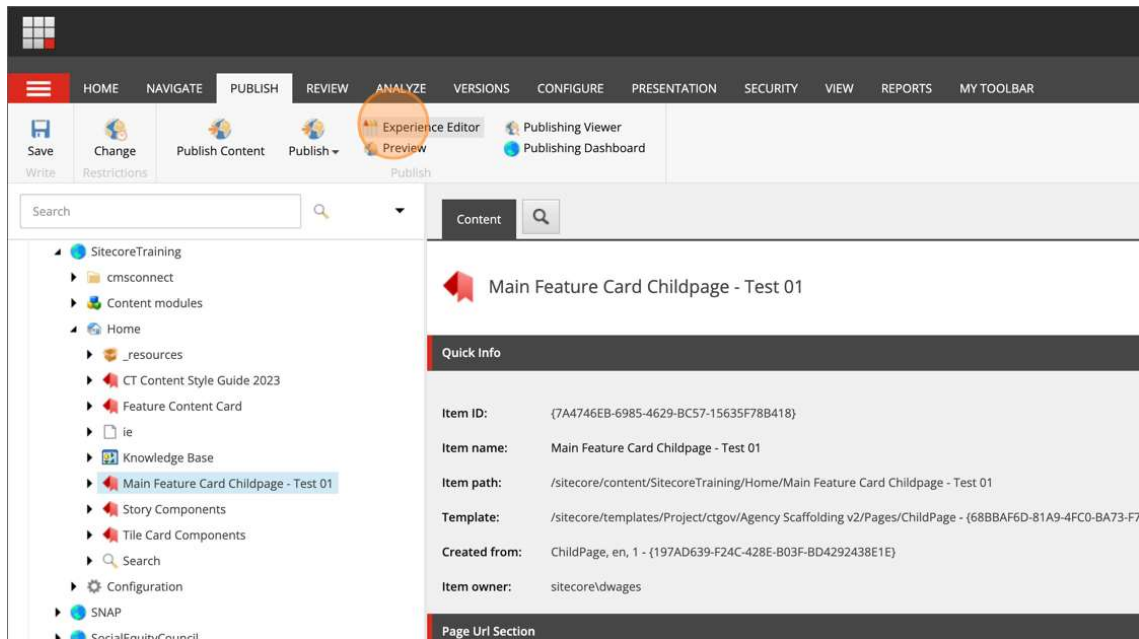 HOME NAVIGATE PUBLISH REVIEW ANALYZE VERSIONS CONFIGURE PRESENTATION SECURITY VIEW REPORTS MY TOOLBAR
Save Change Publish Content Publish Experience Editor Publishing Viewer
Preview Publishing Dashboard
Write Restrictions Publish
Search
Content
SitecoreTraining
cmsconnect
Content modules
Home
_resources
CT Content Style Guide 2023
Feature Content Card
ie
Knowledge Base
Main Feature Card Childpage - Test 01
Story Components
Tile Card Components
Search
Configuration
SNAP
SocialEquityCouncil
Main Feature Card Childpage - Test 01
Quick Info
Item ID: {7A4746EB-6985-4629-BC57-15635F78B418}
Item name: Main Feature Card Childpage - Test 01
Item path: /sitecore/content/SitecoreTraining/Home/Main Feature Card Childpage - Test 01
Template: /sitecore/templates/Project/ctgov/Agency Scaffolding v2/Pages/ChildPage - {68BBAF6D-81A9-4FC0-BA73-F7
Created from: ChildPage, en, 1 - {197AD639-F24C-428E-B03F-BD4292438E1E}
Item owner: sitecore\dwages
Page Url Section